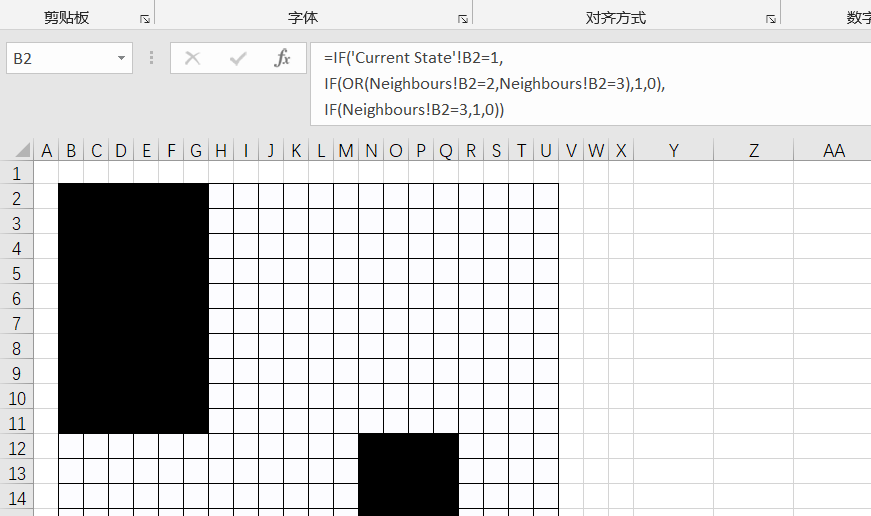 剪贴板 字体 对齐方式 数字
B2 fx =IF('Current State'!B2=1,
IF(OR(Neighbours!B2=2,Neighbours!B2=3),1,0),
IF(Neighbours!B2=3,1,0))
A B C D E F G H I J K L M N O P Q R S T U V W X Y Z AA
1
2
3
4
5
6
7
8
9
10
11
12
13
14